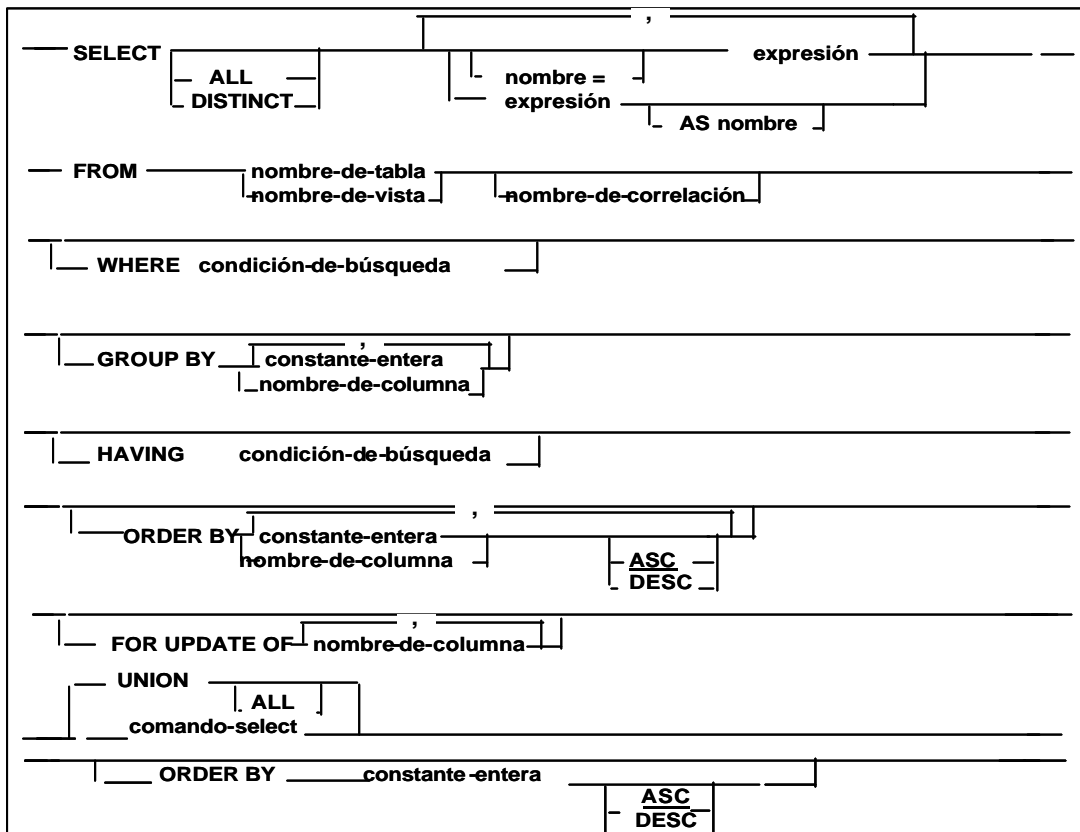 ,
SELECT expresión
ALL nombre =
DISTINCT expresión
AS nombre
FROM nombre-de-tabla
nombre-de-vista nombre-de-correlación
WHERE condición-de-búsqueda
,
GROUP BY constante-entera
nombre-de-columna
HAVING condición-de-búsqueda
,
ORDER BY constante-entera
nombre-de-columna ASC
DESC
,
FOR UPDATE OF nombre-de-columna
UNION
ALL
comando-select
ORDER BY constante-entera
ASC
DESC